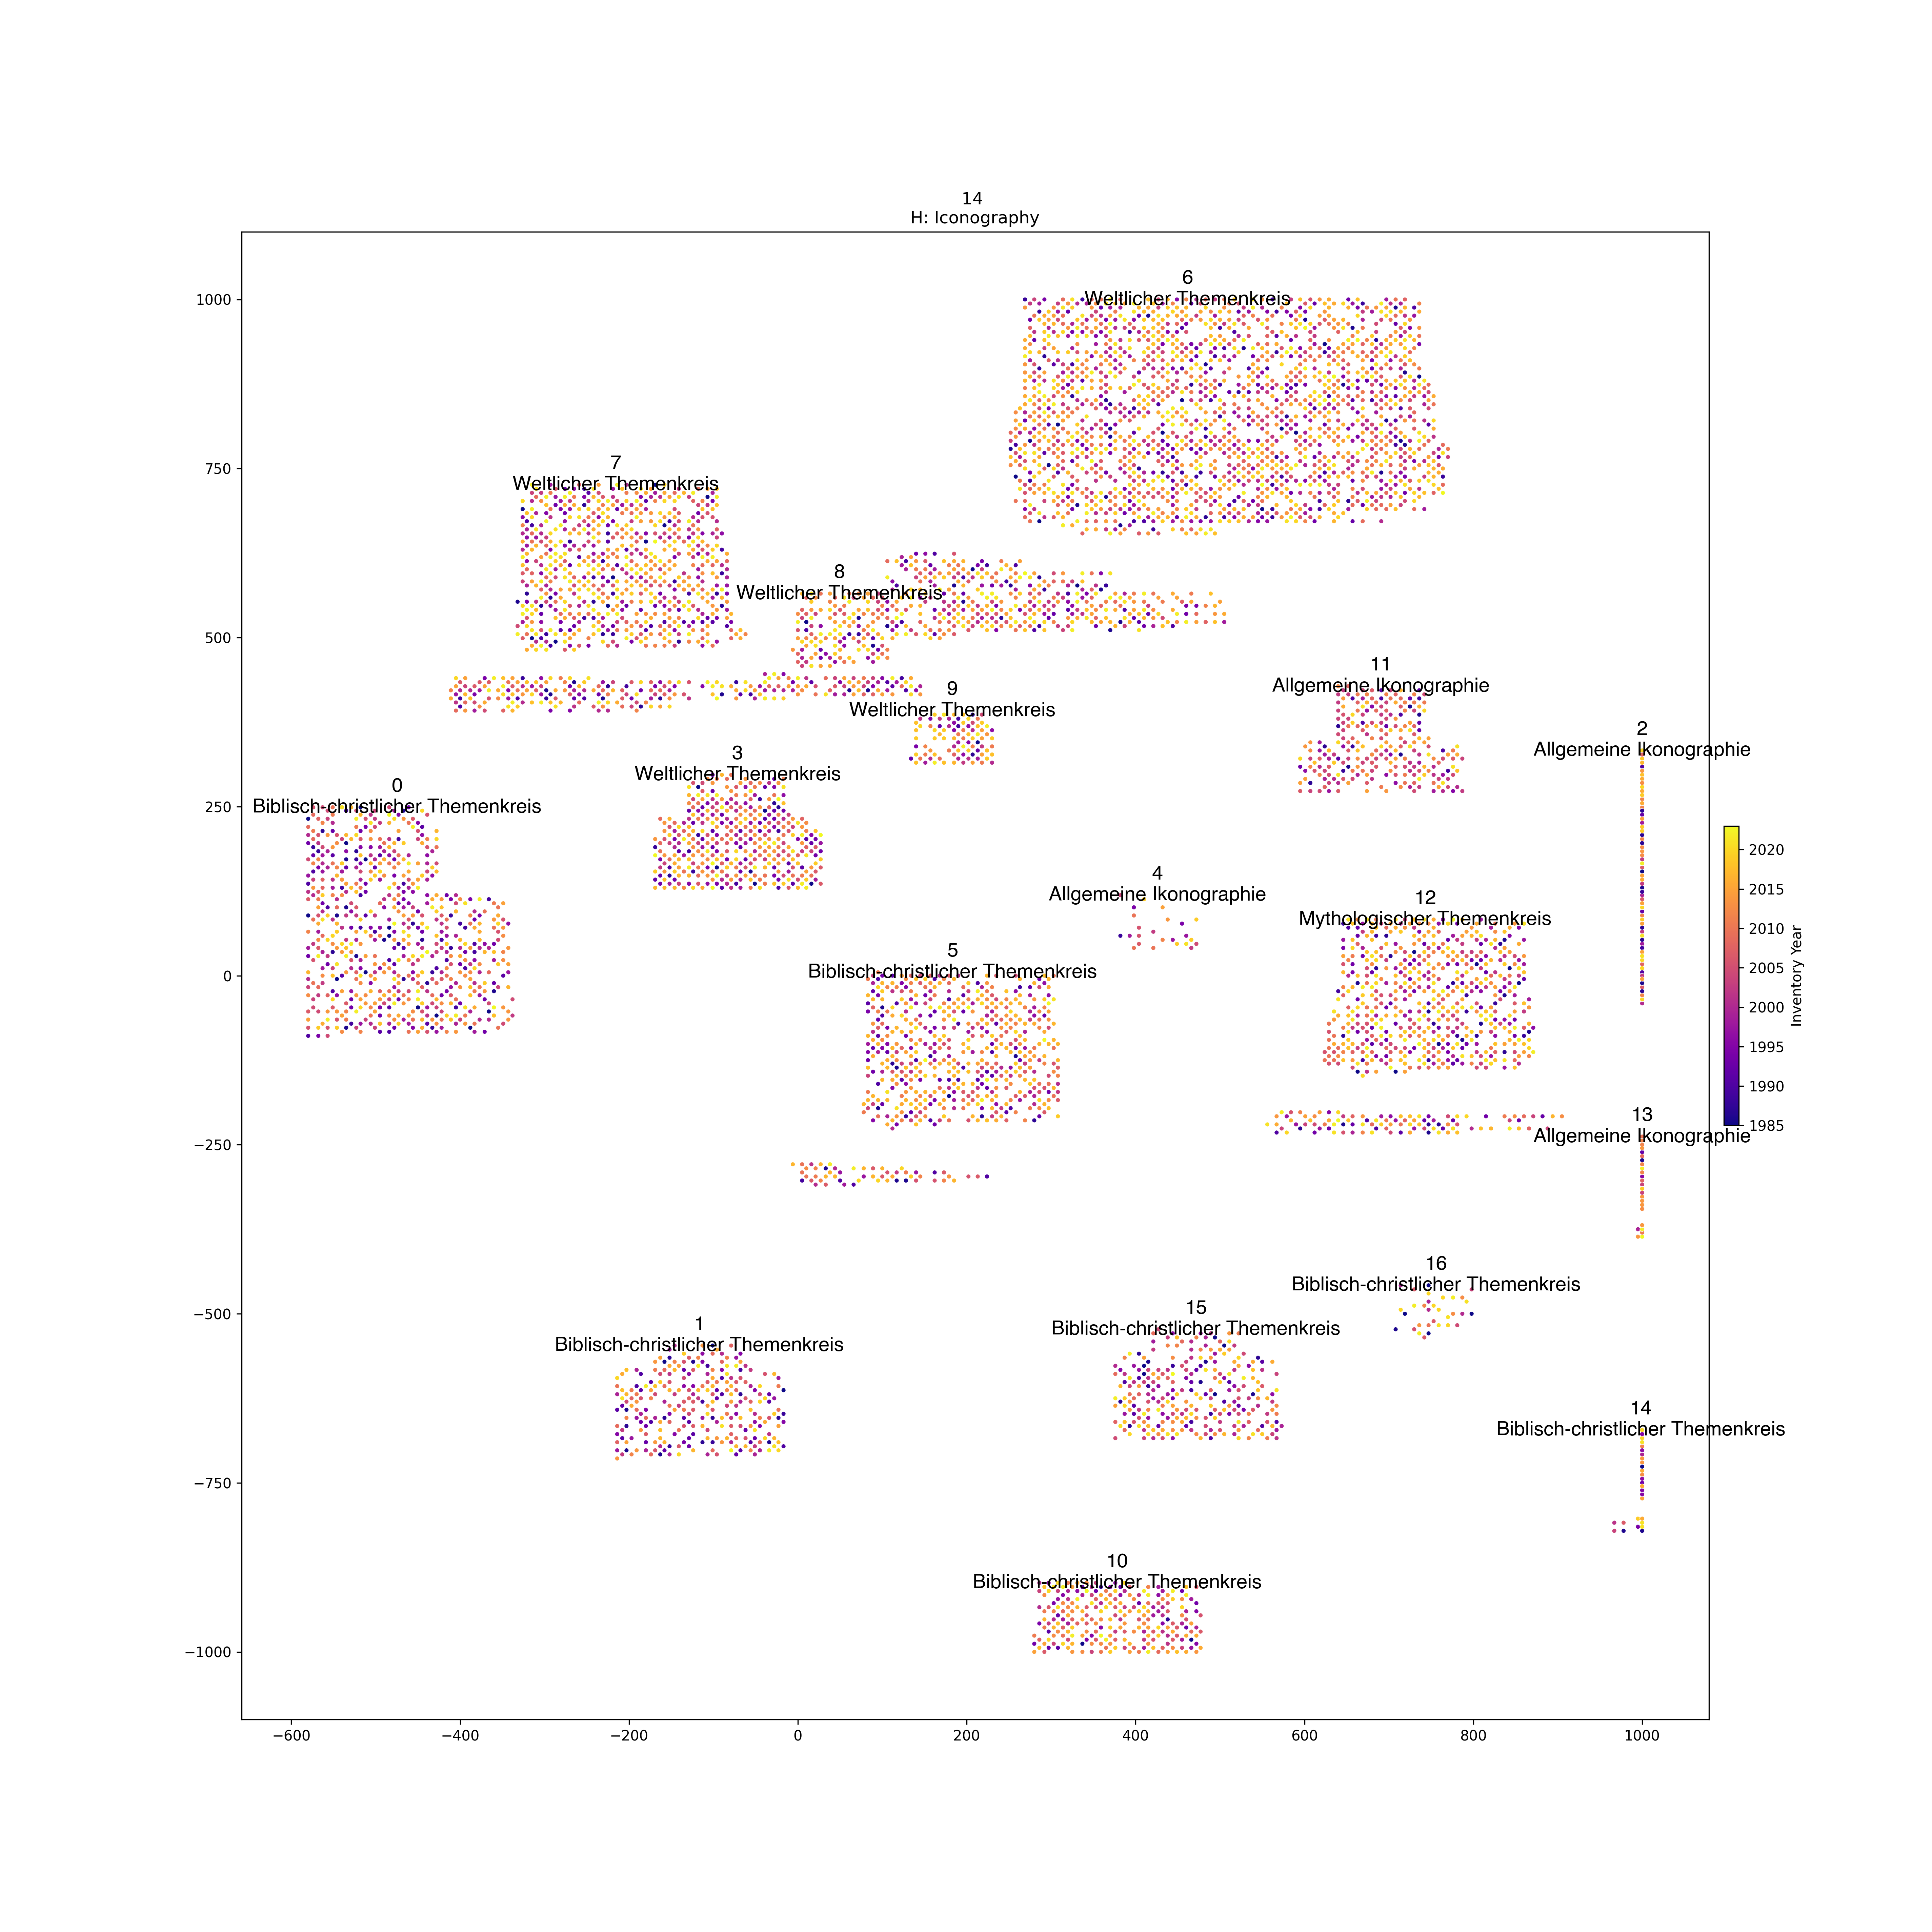 14
H: Iconography
1000
750
500
250
0
−250
−500
−750
−1000
6
Weltlicher Themenkreis
7
Weltlicher Themenkreis
8
Weltlicher Themenkreis
11
Allgemeine Ikonographie
9
Weltlicher Themenkreis
2
Allgemeine Ikonographie
3
Weltlicher Themenkreis
0
Biblisch-christlicher Themenkreis
4
Allgemeine Ikonographie
12
Mythologischer Themenkreis
5
Biblisch-christlicher Themenkreis
13
Allgemeine Ikonographie
16
Biblisch-christlicher Themenkreis
15
Biblisch-christlicher Themenkreis
1
Biblisch-christlicher Themenkreis
14
Biblisch-christlicher Themenkreis
10
Biblisch-christlicher Themenkreis
−600 −400 −200 0 200 400 600 800 1000
2020
2015
2010
2005
2000
1995
1990
1985
Inventory Year